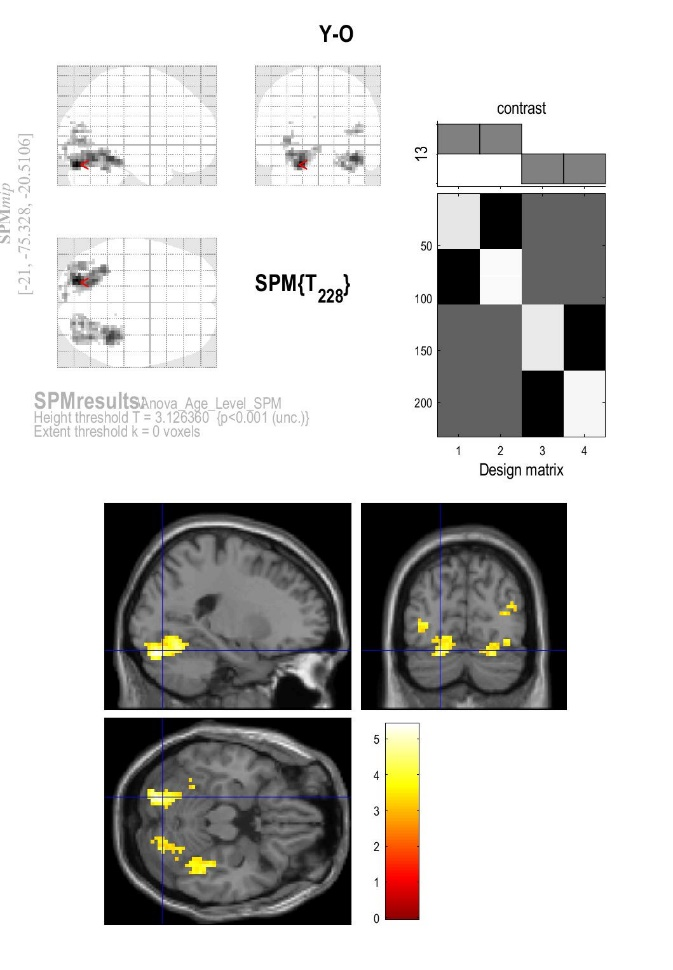 Y-O
contrast
13
SPMmip
[-21, -75.328, -20.5106]
<
<
<
SPM{T228}
50
100
150
200
1 2 3 4
Design matrix
SPMresults: .\Anova_Age_Level_SPM
Height threshold T = 3.126360 {p<0.001 (unc.)}
Extent threshold k = 0 voxels
5
4
3
2
1
0